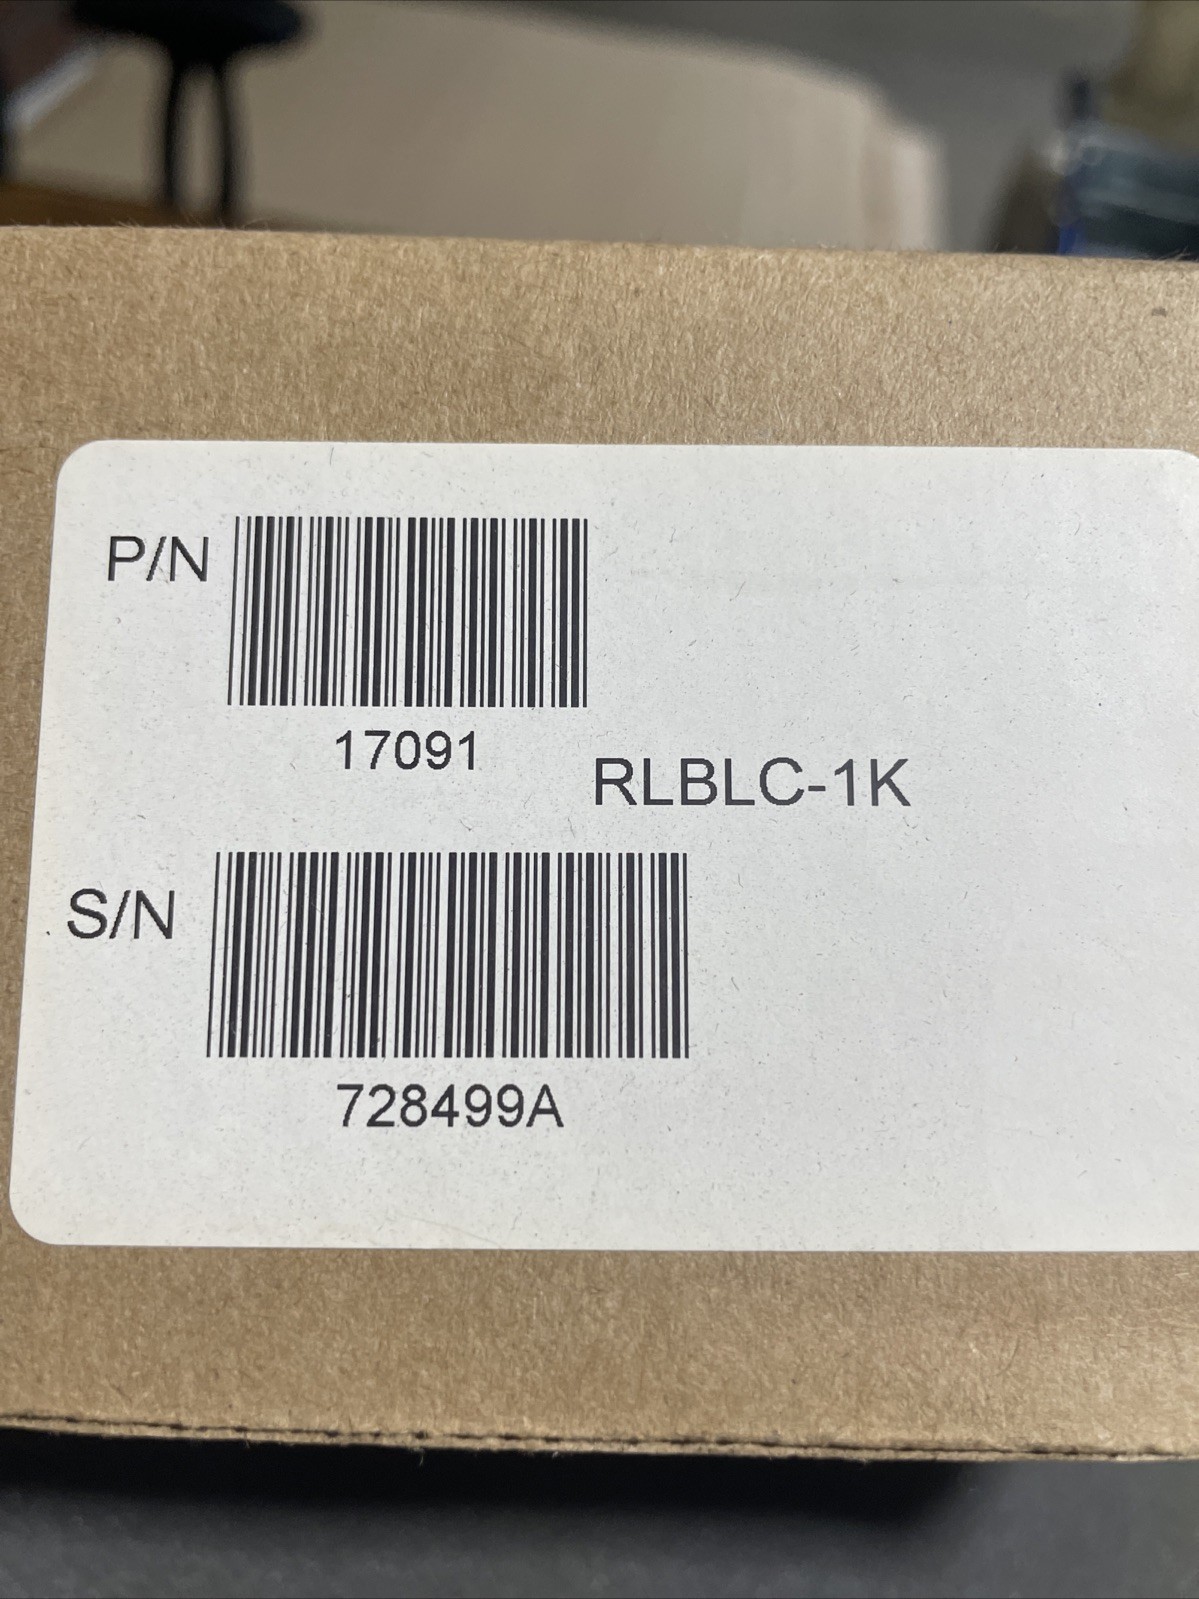 P/N
17091
RLBLC-1K
S/N
728499A